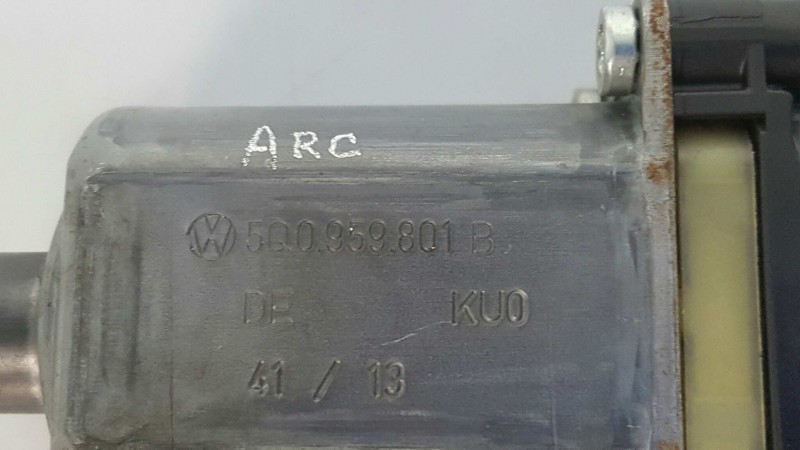 ARC
5Q0.959.801 B
DE KU0
41 / 13